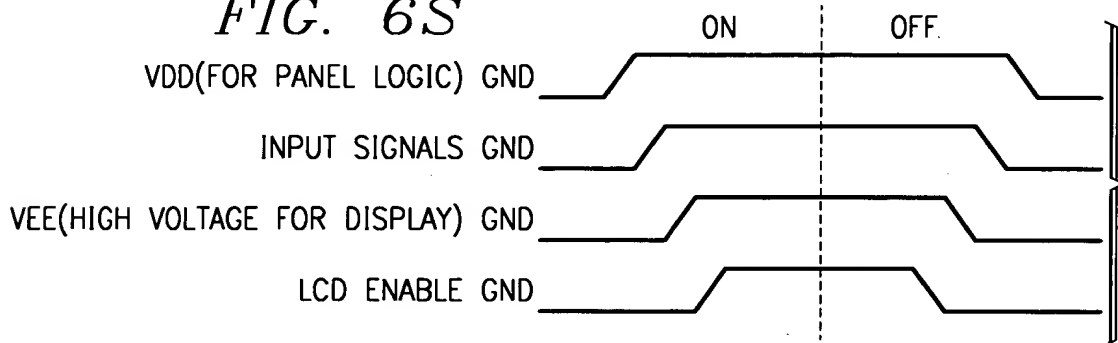 FIG. 6S
ON OFF.
VDD(FOR PANEL LOGIC) GND
INPUT SIGNALS GND
VEE(HIGH VOLTAGE FOR DISPLAY) GND
LCD ENABLE GND